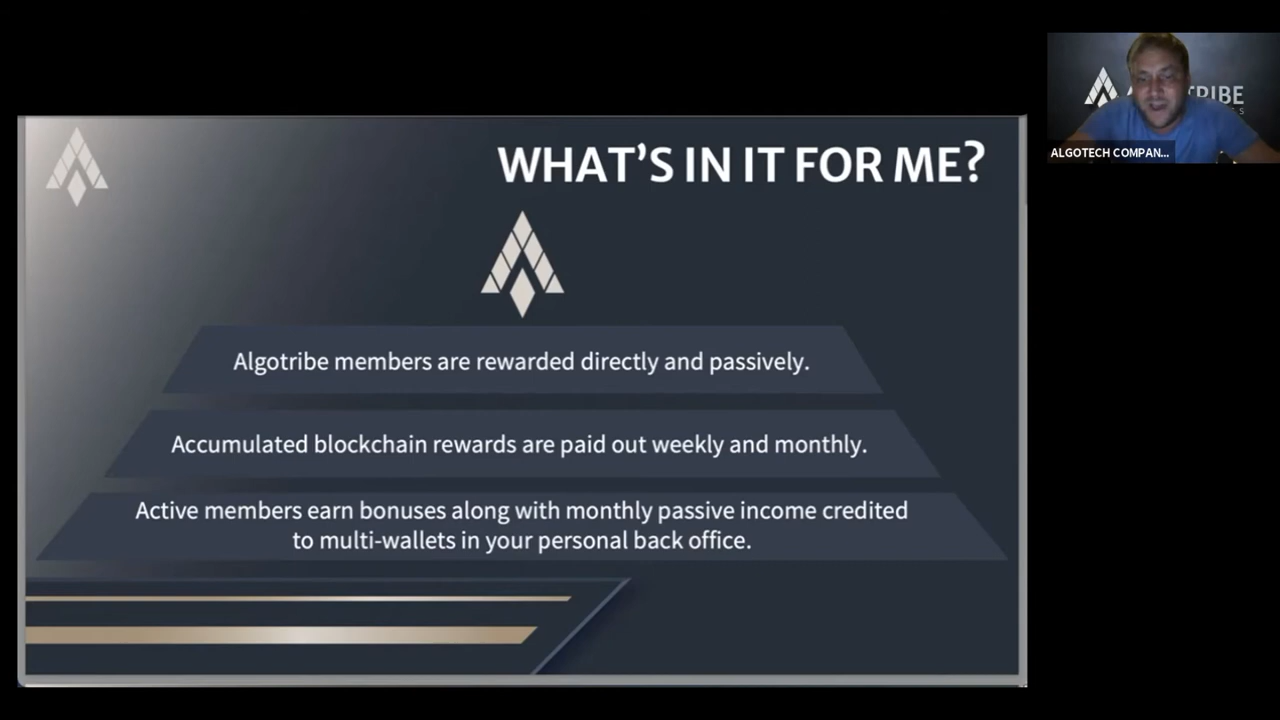 WHAT'S IN IT FOR ME?
Algotribe members are rewarded directly and passively.
Accumulated blockchain rewards are paid out weekly and monthly.
Active members earn bonuses along with monthly passive income credited
to multi-wallets in your personal back office.
TRIBE
ALGOTECH COMPAN...